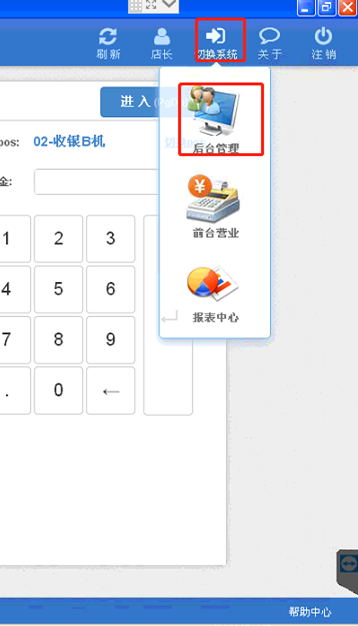 刷 新 店长 切换系统 关 于 注 销
进 入
pos: 02-收银B机
后台管理
金:
1 2 3
前台营业
4 5 6
7 8 9
报表中心
. 0 ←
帮助中心